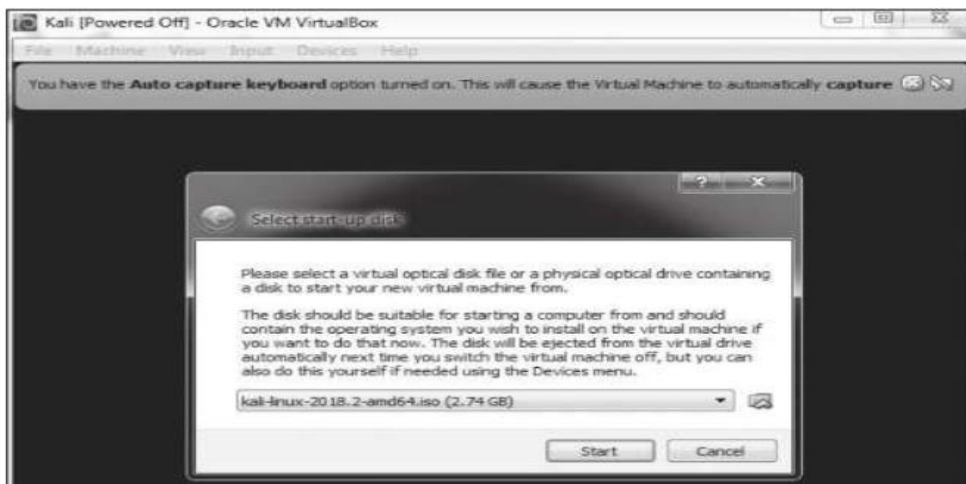 Kali [Powered Off] - Oracle VM VirtualBox
File Machine View Input Devices Help
You have the Auto capture keyboard option turned on. This will cause the Virtual Machine to automatically capture
Select start-up disk
Please select a virtual optical disk file or a physical optical drive containing
a disk to start your new virtual machine from.
The disk should be suitable for starting a computer from and should
contain the operating system you wish to install on the virtual machine if
you want to do that now. The disk will be ejected from the virtual drive
automatically next time you switch the virtual machine off, but you can
also do this yourself if needed using the Devices menu.
kali-linux-2018.2-amd64.iso (2.74 GB)
Start Cancel